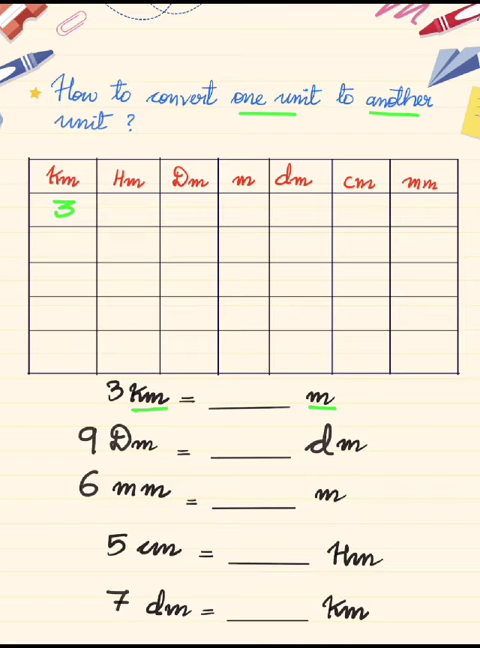 How to convert one unit to another
unit ?
Km Hm Dm m dm cm mm
3
3 Km = ______ m
9 Dm = ______ dm
6 mm = ______ m
5 cm = ______ Hm
7 dm = ______ Km